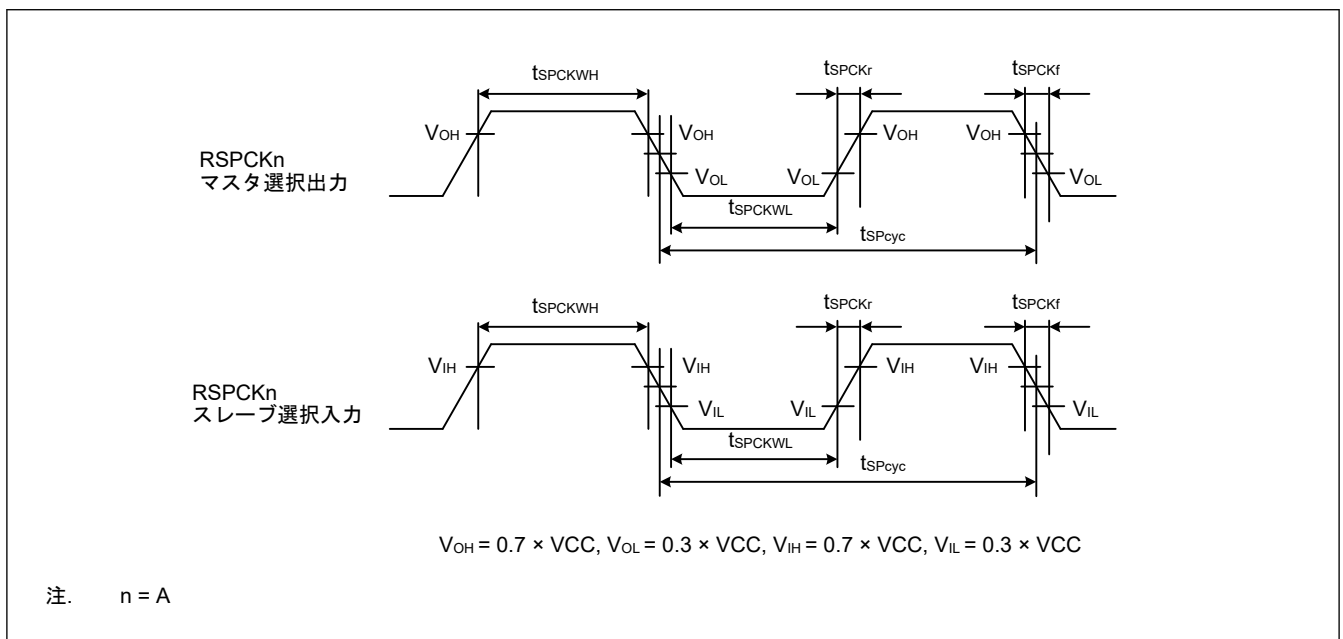 tSPCKWH
tSPCKr
tSPCKf
VOH
VOH
VOH
VOH
RSPCKn
マスタ選択出力
VOL
VOL
VOL
tSPCKWL
tSPcyc
tSPCKWH
tSPCKr
tSPCKf
VIH
VIH
VIH
VIH
RSPCKn
スレーブ選択入力
VIL
VIL
VIL
tSPCKWL
tSPcyc
VOH = 0.7 × VCC, VOL = 0.3 × VCC, VIH = 0.7 × VCC, VIL = 0.3 × VCC
注. n = A